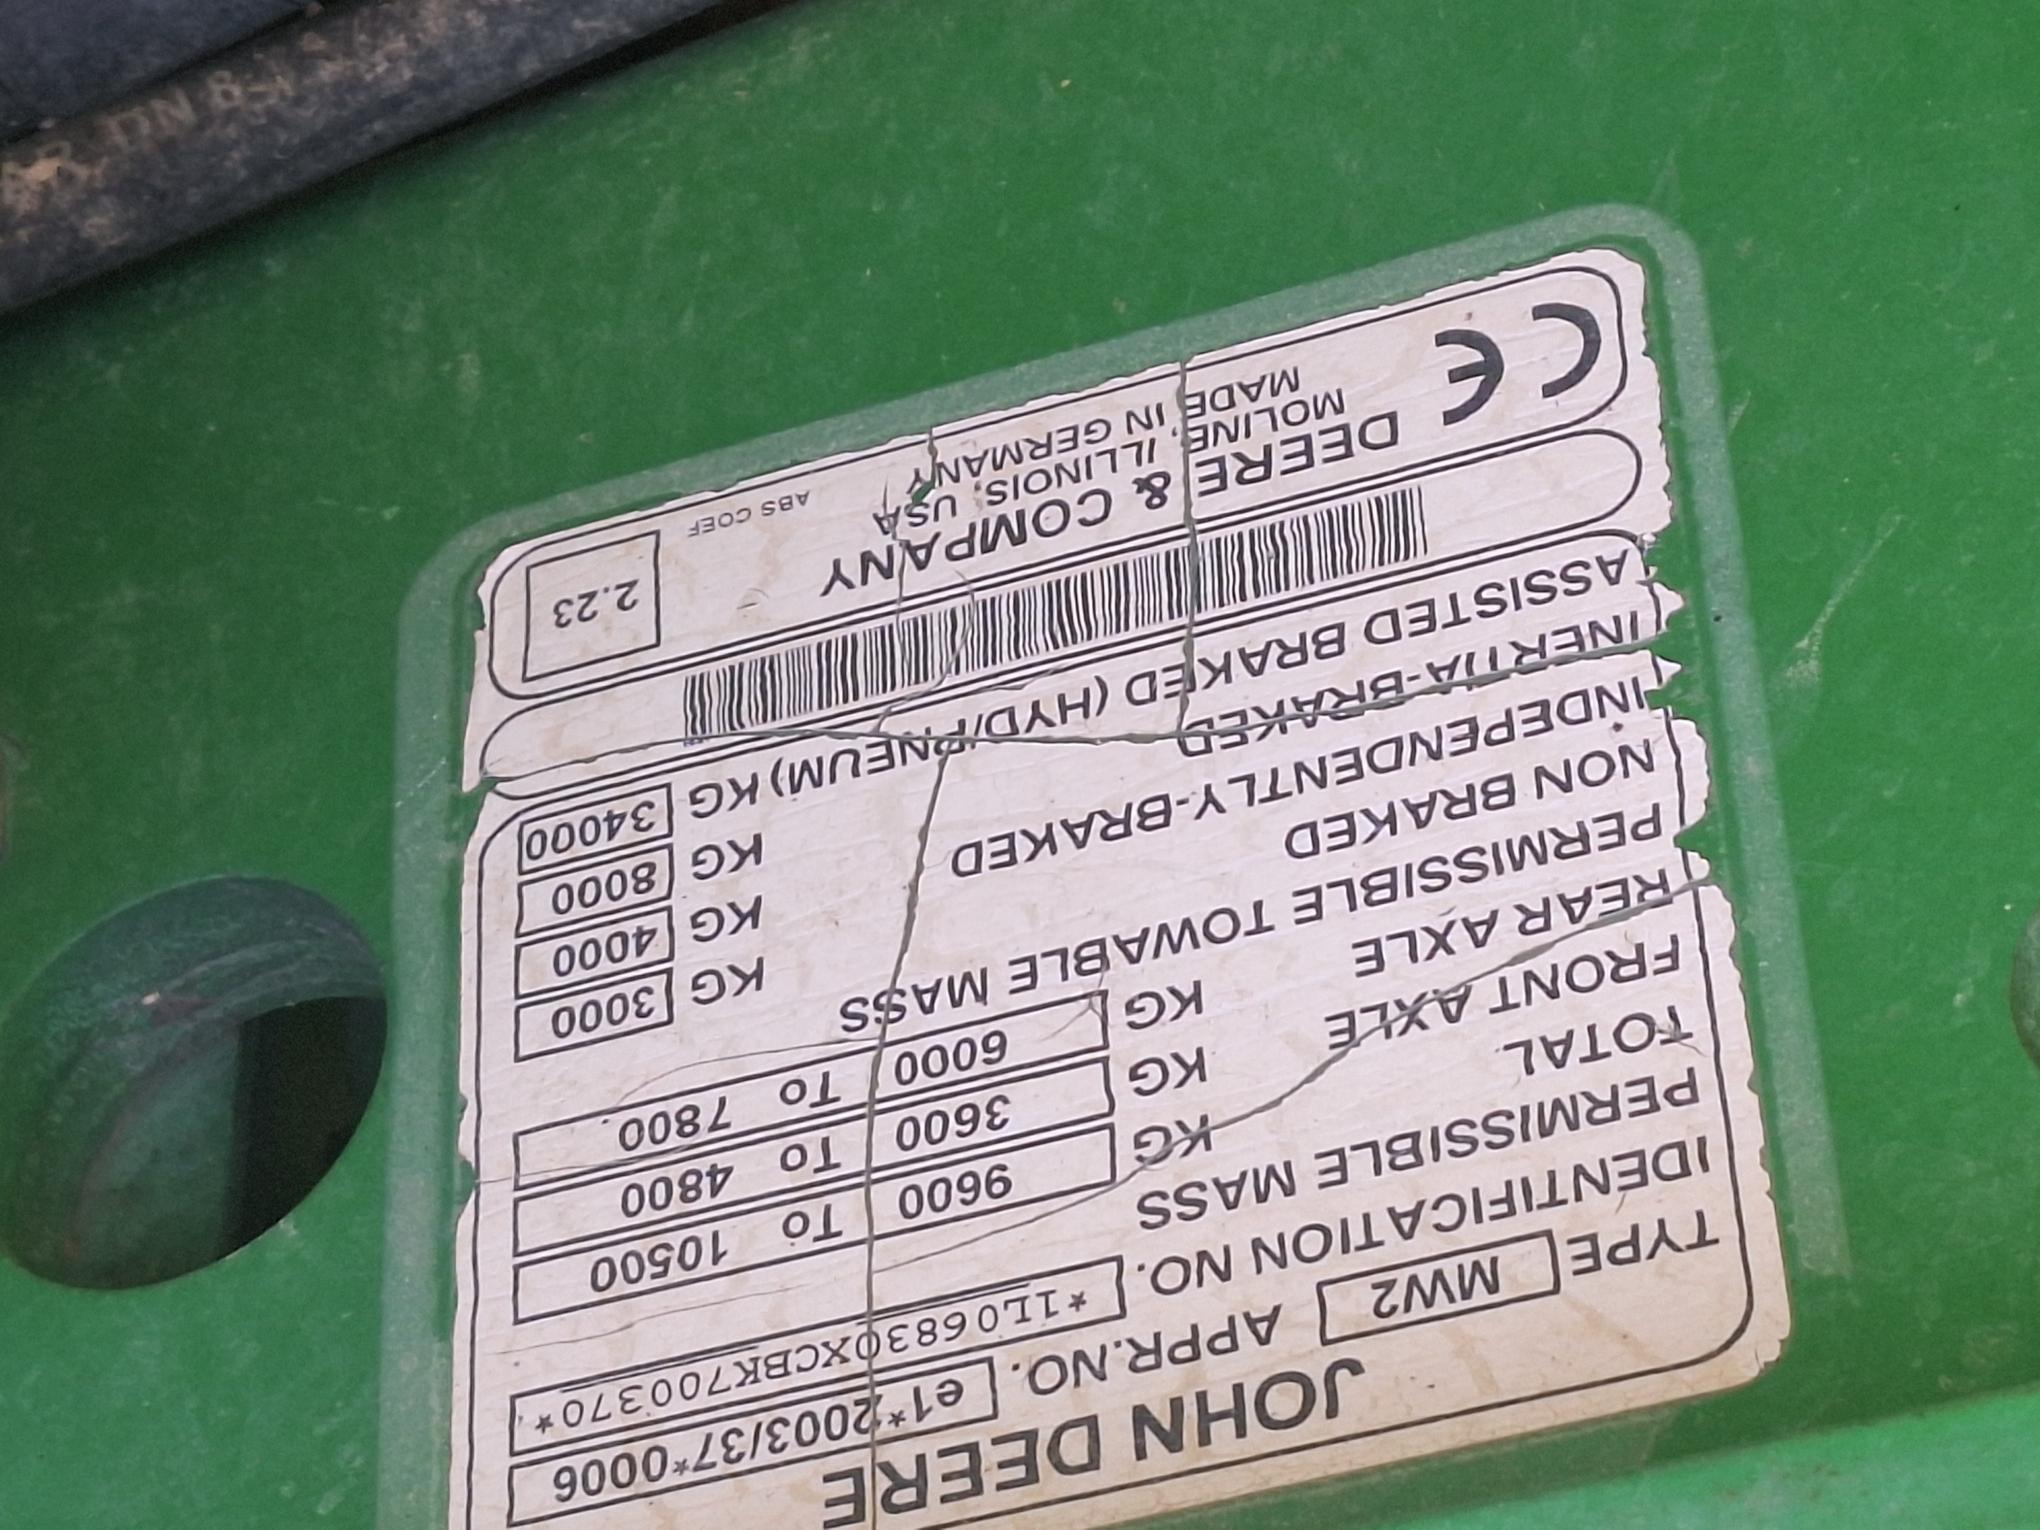 JOHN DEERE
TYPE MW2 APPR.NO. e1*2003/37*0006
IDENTIFICATION NO. *1L06830XCBK700370*
PERMISSIBLE MASS
TOTAL KG 9600 TO 10500
FRONT AXLE KG 3600 TO 4800
REAR AXLE KG 6000 TO 7800
PERMISSIBLE TOWABLE MASS
NON BRAKED KG 3000
INDEPENDENTLY-BRAKED KG 4000
INERTIA-BRAKED KG 8000
ASSISTED BRAKED (HYD/PNEUM) KG 34000
CE DEERE & COMPANY
MOLINE, ILLINOIS, USA
MADE IN GERMANY
ABS COEF 2.23
DN 8